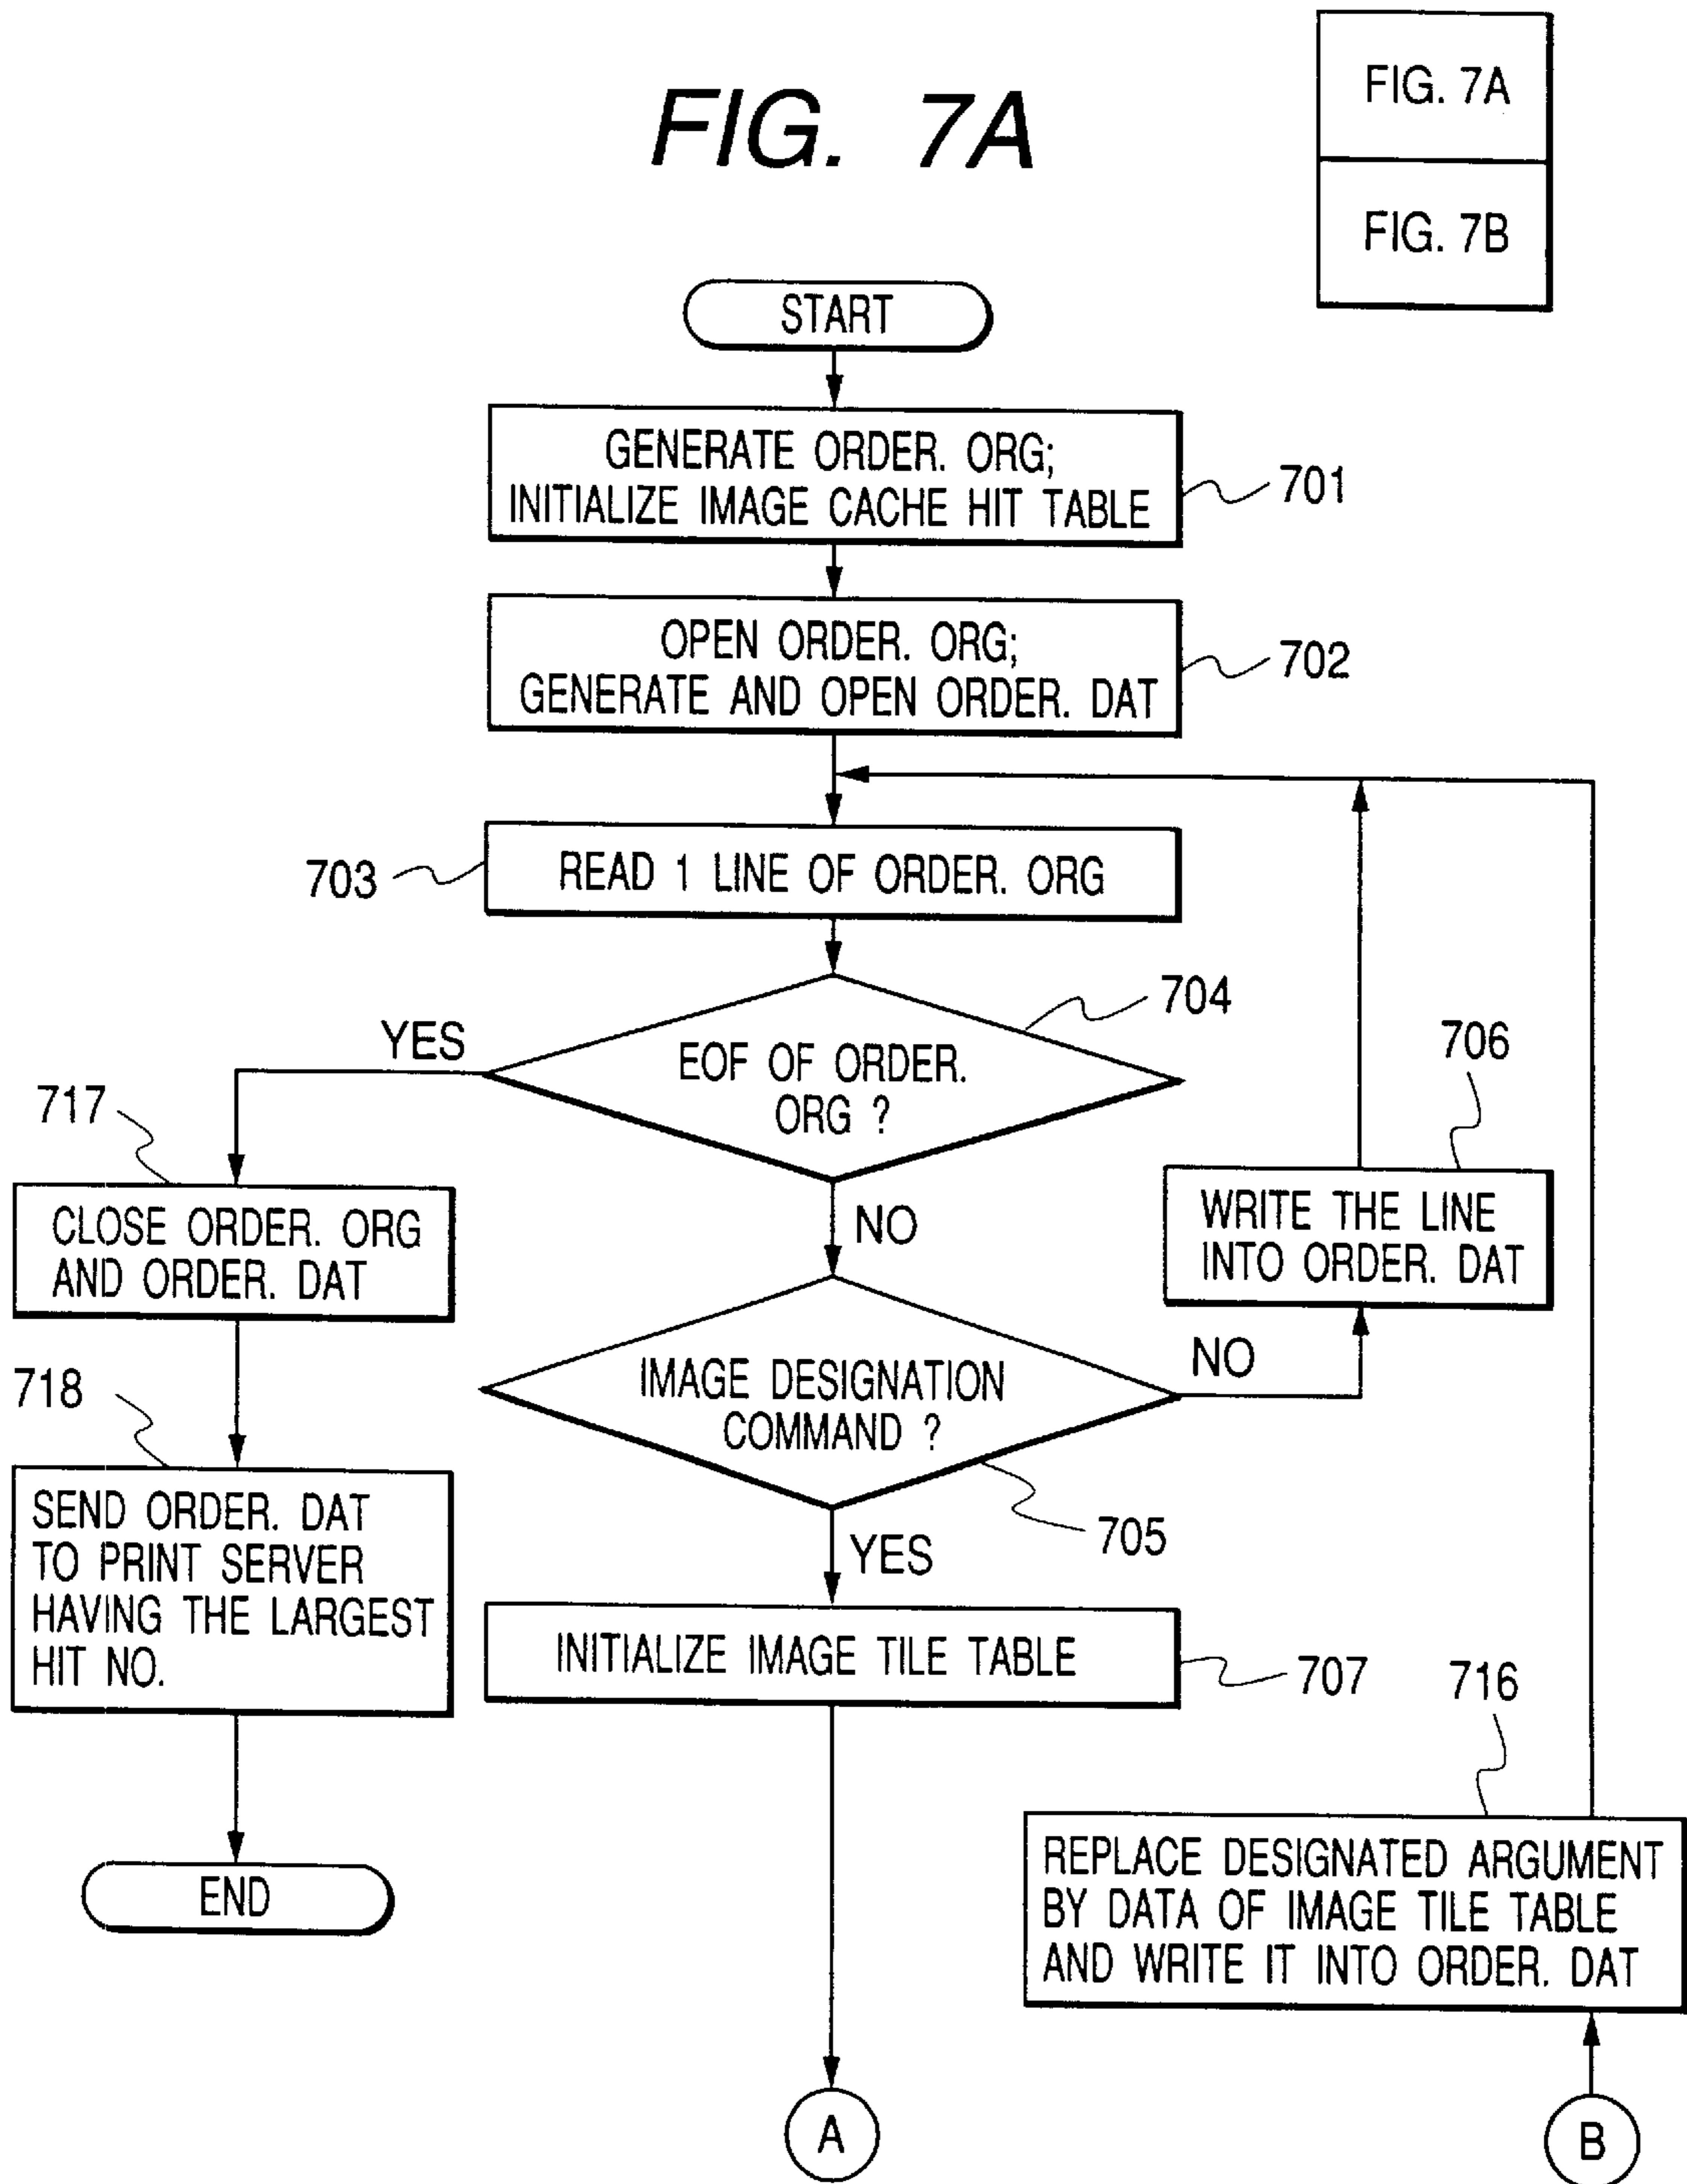 FIG. 7A
FIG. 7A
FIG. 7B
START
GENERATE ORDER. ORG;
INITIALIZE IMAGE CACHE HIT TABLE
701
OPEN ORDER. ORG;
GENERATE AND OPEN ORDER. DAT
702
703
READ 1 LINE OF ORDER. ORG
704
YES
EOF OF ORDER.
ORG ?
706
717
NO
CLOSE ORDER. ORG
AND ORDER. DAT
WRITE THE LINE
INTO ORDER. DAT
718
IMAGE DESIGNATION
COMMAND ?
NO
705
YES
SEND ORDER. DAT
TO PRINT SERVER
HAVING THE LARGEST
HIT NO.
INITIALIZE IMAGE TILE TABLE
707
716
END
REPLACE DESIGNATED ARGUMENT
BY DATA OF IMAGE TILE TABLE
AND WRITE IT INTO ORDER. DAT
A
B